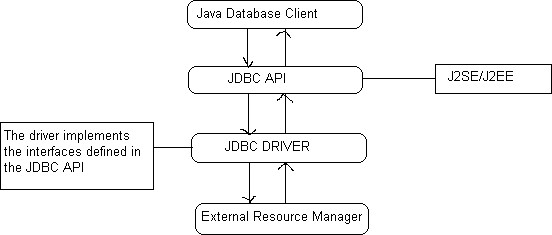 Java Database Client
JDBC API
J2SE/J2EE
The driver implements
the interfaces defined in
the JDBC API
JDBC DRIVER
External Resource Manager